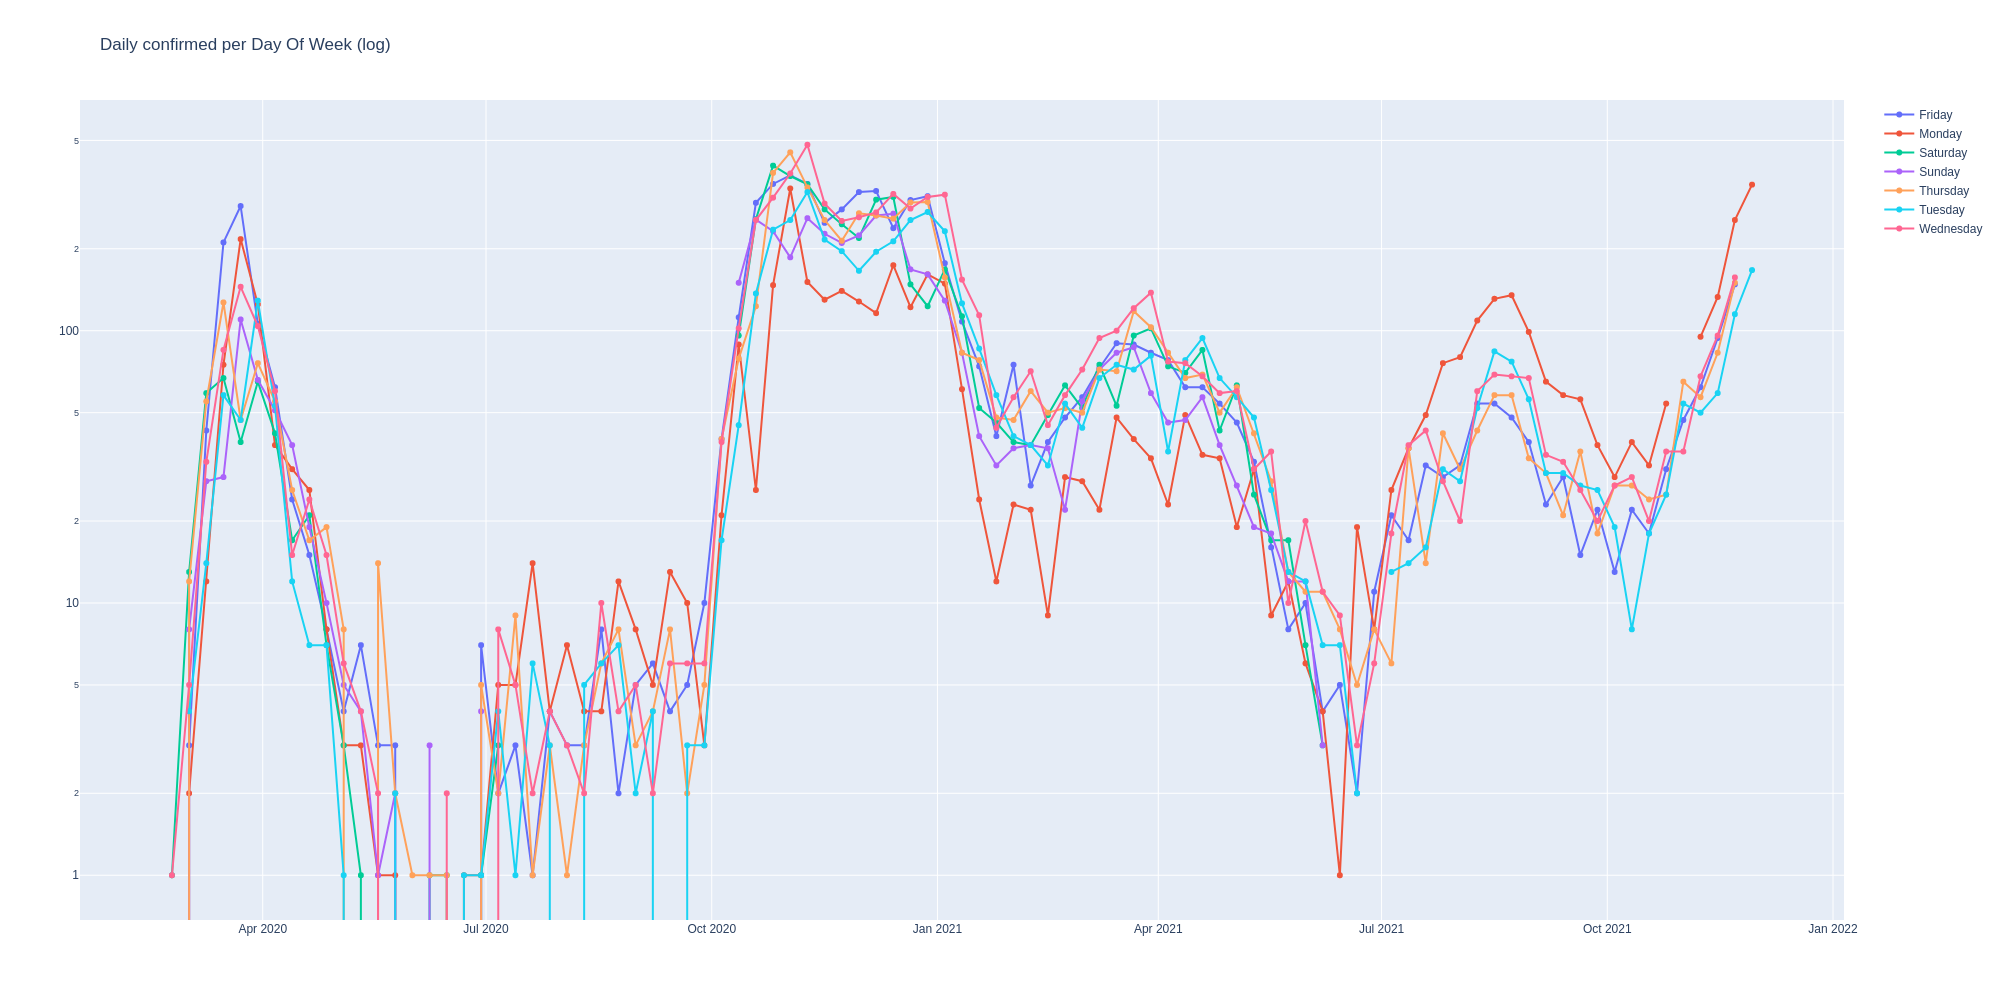 Daily confirmed per Day Of Week (log)
5
2
100
5
2
10
5
2
1
Apr 2020
Jul 2020
Oct 2020
Jan 2021
Apr 2021
Jul 2021
Oct 2021
Jan 2022
Friday
Monday
Saturday
Sunday
Thursday
Tuesday
Wednesday